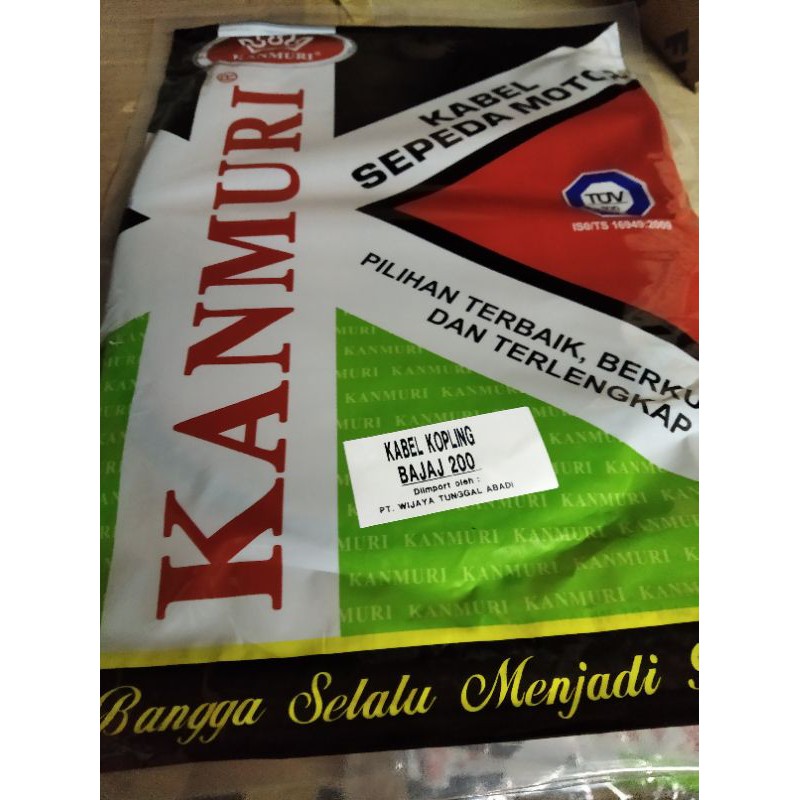 KANMURI®
KANMURI®
KABEL
SEPEDA MOTO
TUV
ISO/TS 16949:2009
PILIHAN TERBAIK, BERKU
DAN TERLENGKAP
KABEL KOPLING
BAJAJ 200
Diimport oleh :
PT. WIJAYA TUNGGAL ABADI
Bangga Selalu Menjadi